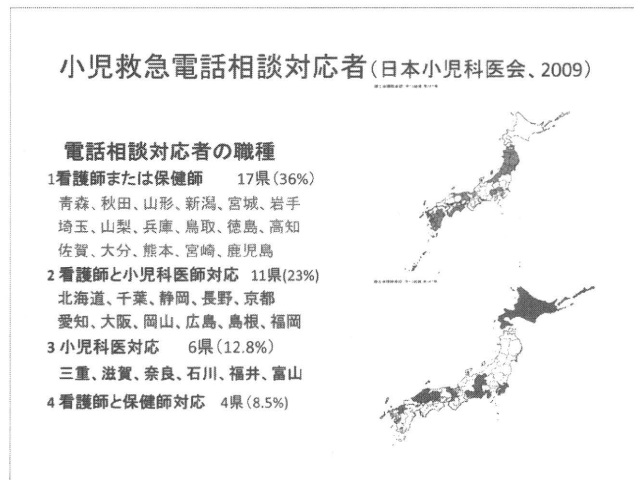 小児救急電話相談対応者(日本小児科医会、2009)
電話相談対応者の職種
1看護師または保健師 17県(36%)
青森、秋田、山形、新潟、宮城、岩手
埼玉、山梨、兵庫、鳥取、徳島、高知
佐賀、大分、熊本、宮崎、鹿児島
2 看護師と小児科医師対応 11県(23%)
北海道、千葉、静岡、長野、京都
愛知、大阪、岡山、広島、島根、福岡
3 小児科医対応 6県(12.8%)
三重、滋賀、奈良、石川、福井、富山
4 看護師と保健師対応 4県(8.5%)